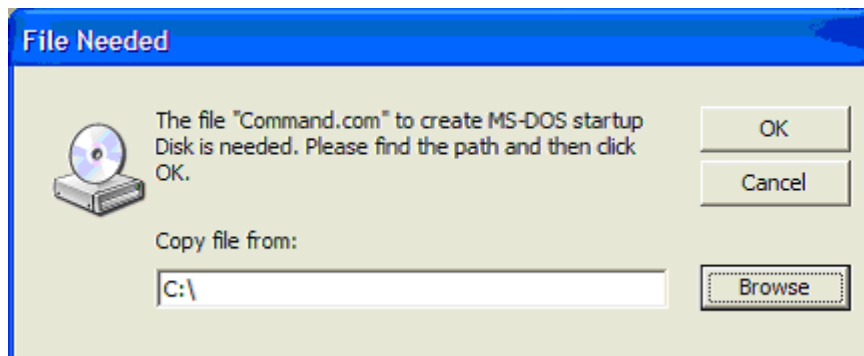 File Needed
The file "Command.com" to create MS-DOS startup
Disk is needed. Please find the path and then click
OK.
OK
Cancel
Copy file from:
C:\
Browse